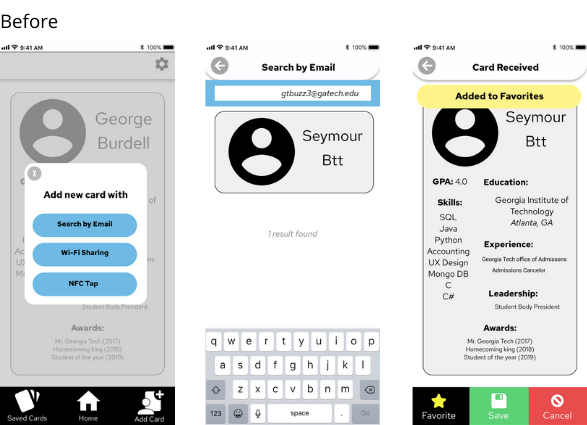 Before
9:41 AM
100%
George
Burdell
G
of
X
Add new card with
Search by Email
Wi-Fi Sharing
NFC Tap
Acc
UX
M
Student Body President
Awards:
Mr. Georgia Tech (2017)
Homecoming king (2018)
Student of the year (2019)
Saved Cards
Home
Add Card
9:41 AM
100%
Search by Email
gtbuzz3@gatech.edu
Seymour
Btt
1 result found
q w e r t y u i o p
a s d f g h j k l
z x c v b n m
123
space
.
Go
9:41 AM
100%
Card Received
Added to Favorites
Seymour
Btt
GPA: 4.0
Skills:
SQL
Java
Python
Accounting
UX Design
Mongo DB
C
C#
Education:
Georgia Institute of
Technology
Atlanta, GA
Experience:
Georgia Tech office of Admissons
Admissions Cancelor
Leadership:
Student Body President
Awards:
Mr. Georgia Tech (2017)
Homecoming king (2018)
Student of the year (2019)
Favorite
Save
Cancel